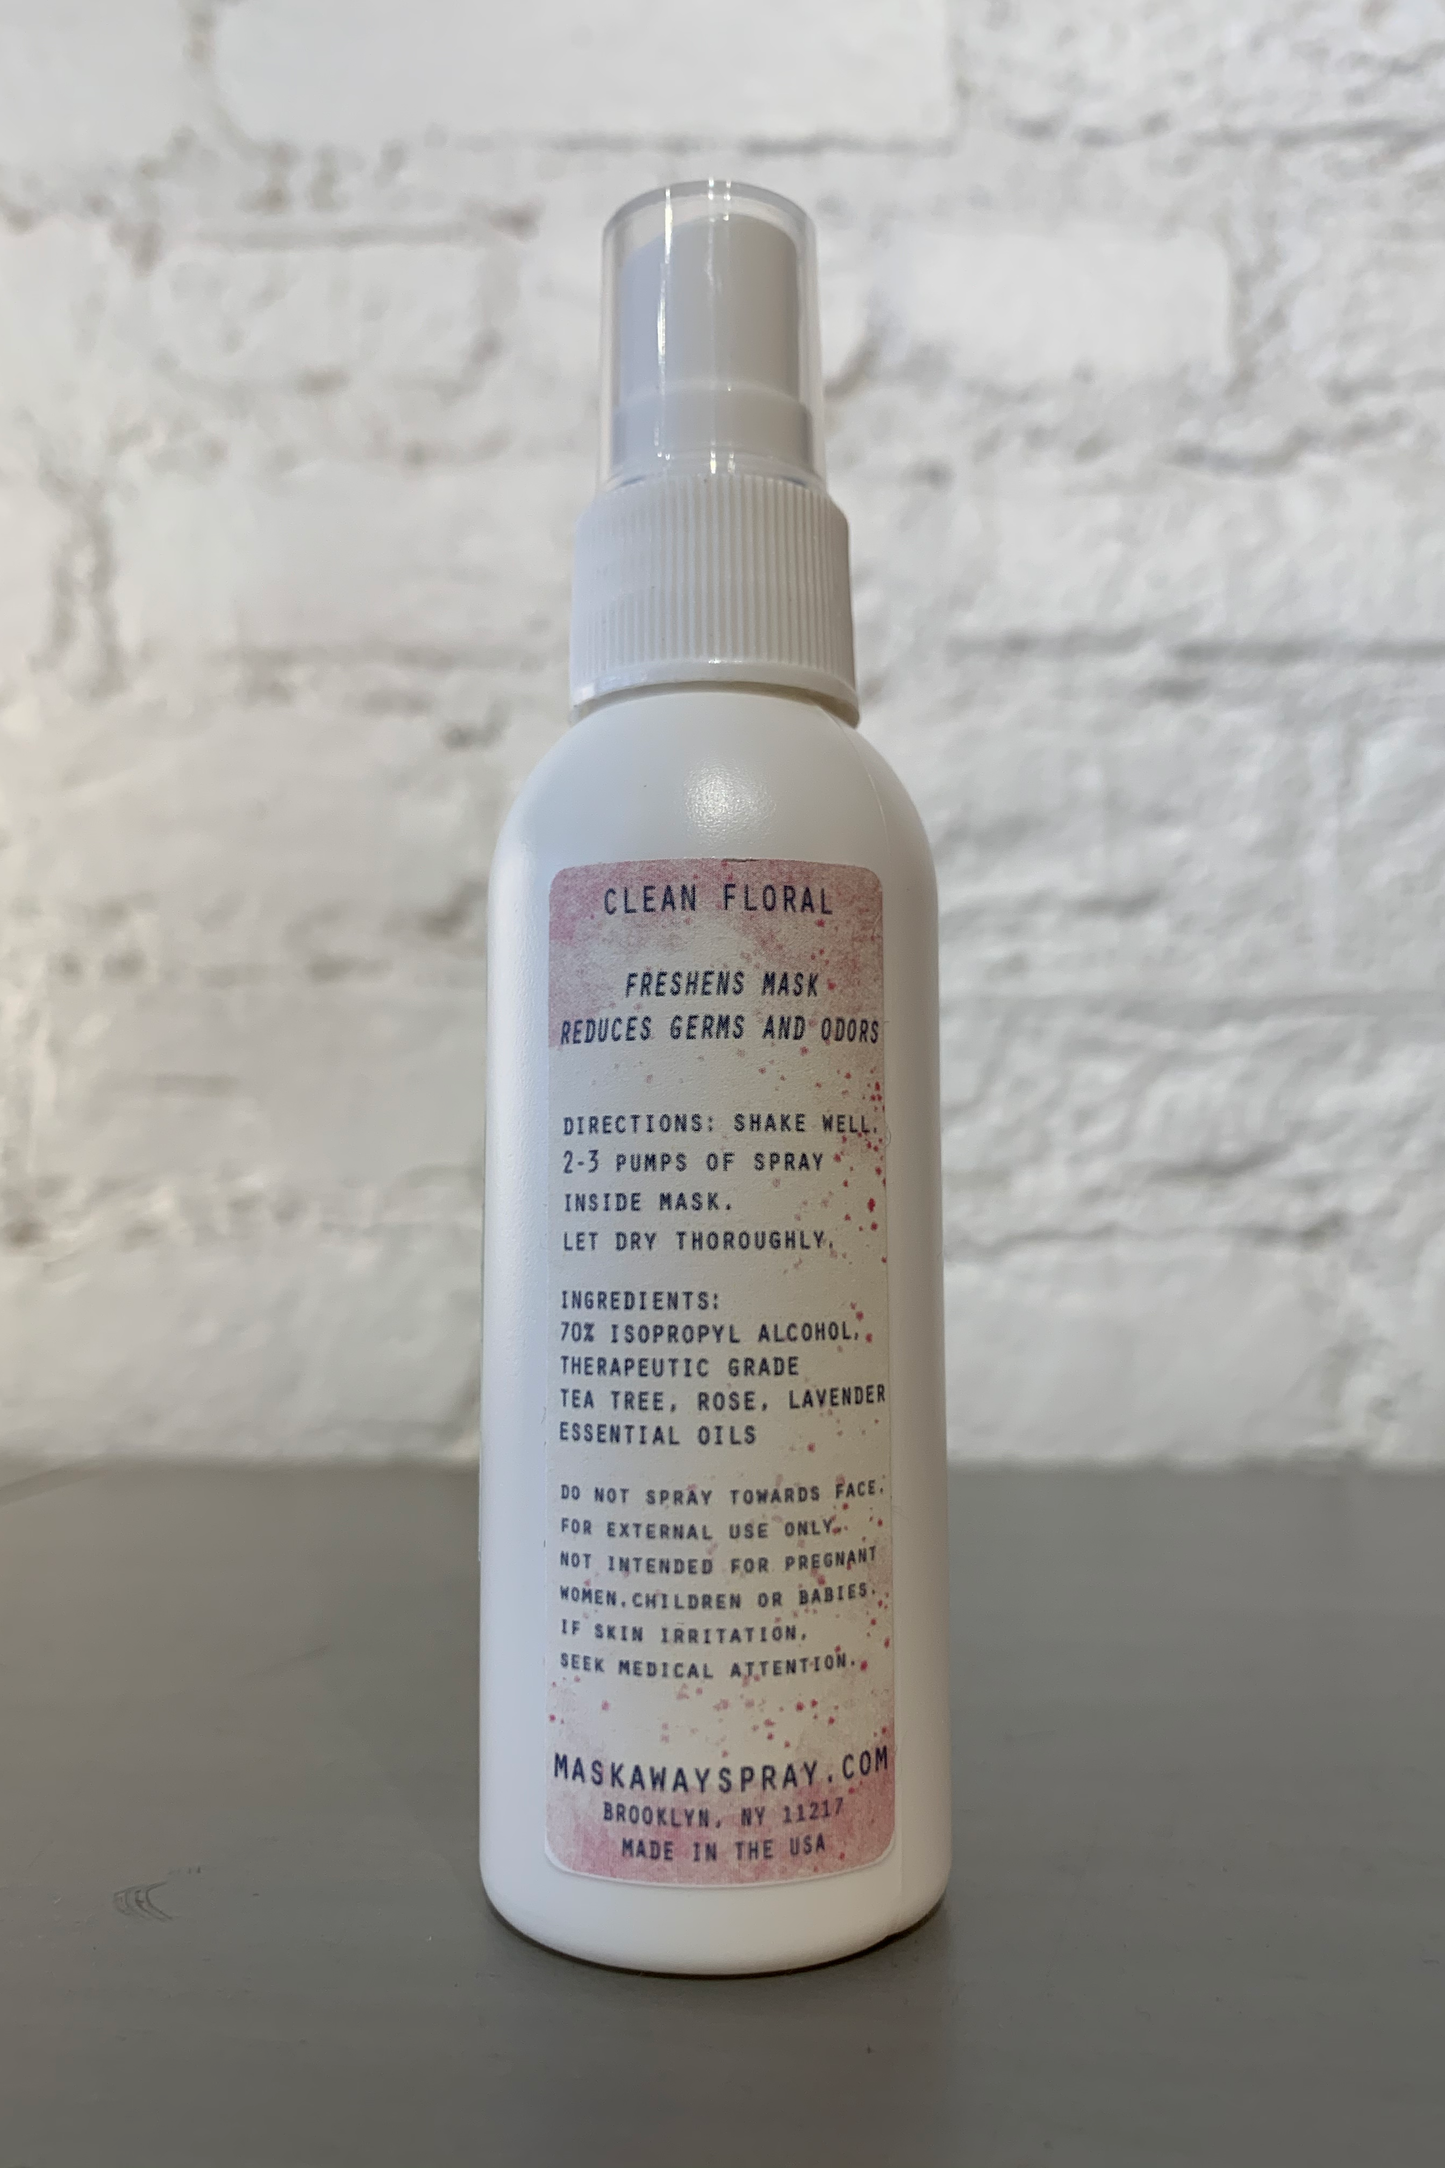 CLEAN FLORAL
FRESHENS MASK
REDUCES GERMS AND ODORS
DIRECTIONS: SHAKE WELL.
2-3 PUMPS OF SPRAY
INSIDE MASK.
LET DRY THOROUGHLY.
INGREDIENTS:
70% ISOPROPYL ALCOHOL,
THERAPEUTIC GRADE
TEA TREE, ROSE, LAVENDER
ESSENTIAL OILS
DO NOT SPRAY TOWARDS FACE.
FOR EXTERNAL USE ONLY.
NOT INTENDED FOR PREGNANT
WOMEN,CHILDREN OR BABIES.
IF SKIN IRRITATION,
SEEK MEDICAL ATTENTION.
MASKAWAYSPRAY.COM
BROOKLYN, NY 11217
MADE IN THE USA